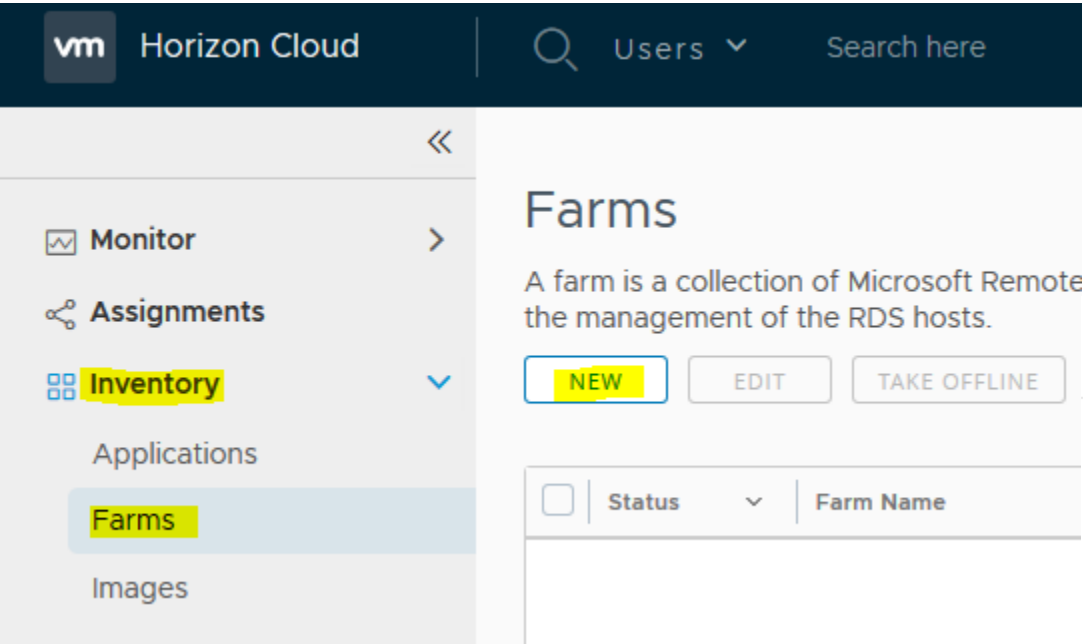 vm Horizon Cloud
Users
Search here
Monitor
Assignments
Inventory
Applications
Farms
Images
Farms
A farm is a collection of Microsoft Remote
the management of the RDS hosts.
NEW EDIT TAKE OFFLINE
Status Farm Name